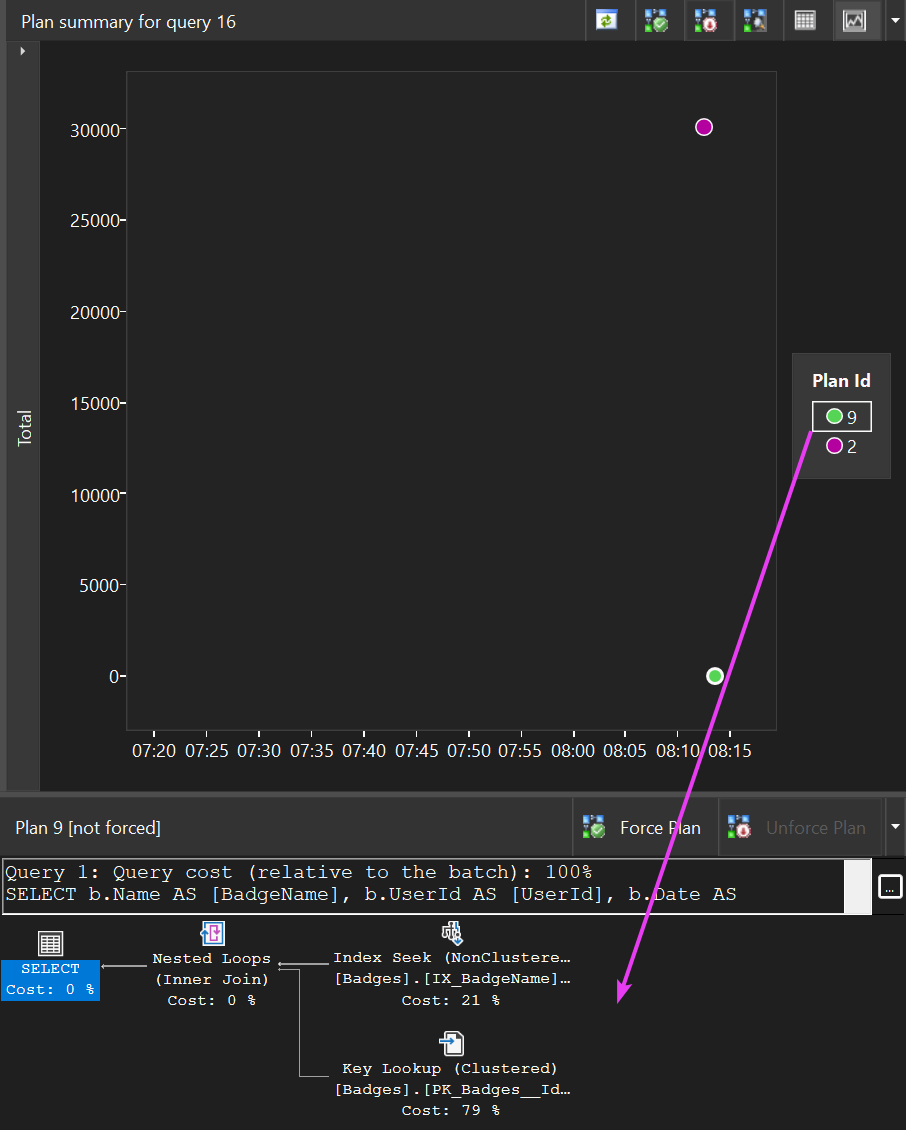 Plan summary for query 16
30000
25000
20000
15000
10000
5000
0
Total
07:20 07:25 07:30 07:35 07:40 07:45 07:50 07:55 08:00 08:05 08:10 08:15
Plan Id
9
2
Plan 9 [not forced]
Force Plan
Unforce Plan
Query 1: Query cost (relative to the batch): 100%
SELECT b.Name AS [BadgeName], b.UserId AS [UserId], b.Date AS
...
SELECT
Cost: 0 %
Nested Loops
(Inner Join)
Cost: 0 %
Index Seek (NonClustere...
[Badges].[IX_BadgeName]...
Cost: 21 %
Key Lookup (Clustered)
[Badges].[PK_Badges__Id...
Cost: 79 %